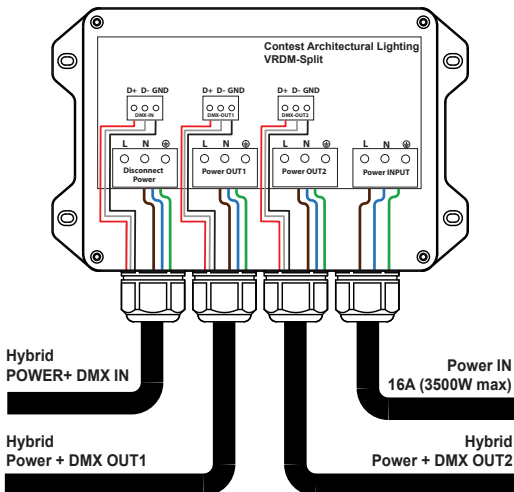 Contest Architectural Lighting
VRDM-Split
D+ D- GND
D+ D- GND
D+ D- GND
DMX-IN
DMX-OUT1
DMX-OUT2
L N ⏚
L N ⏚
L N ⏚
L N ⏚
Disconnect
Power
Power OUT1
Power OUT2
Power INPUT
Hybrid
POWER+ DMX IN
Power IN
16A (3500W max)
Hybrid
Power + DMX OUT1
Hybrid
Power + DMX OUT2